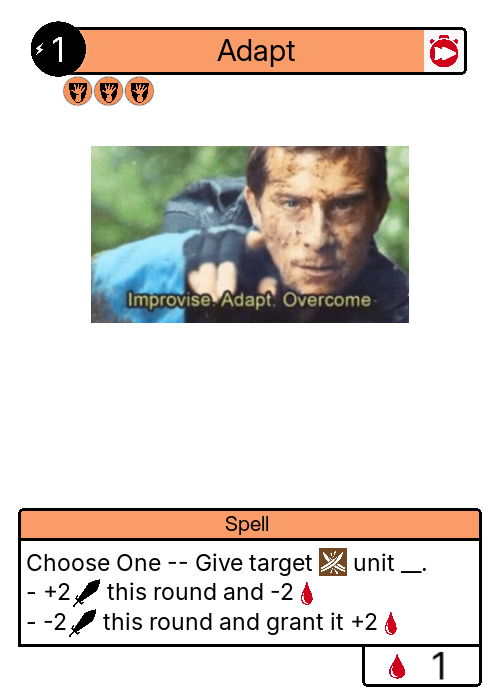 1 Adapt
Improvise. Adapt. Overcome
Spell
Choose One -- Give target unit __.
- +2 this round and -2
- -2 this round and grant it +2
1